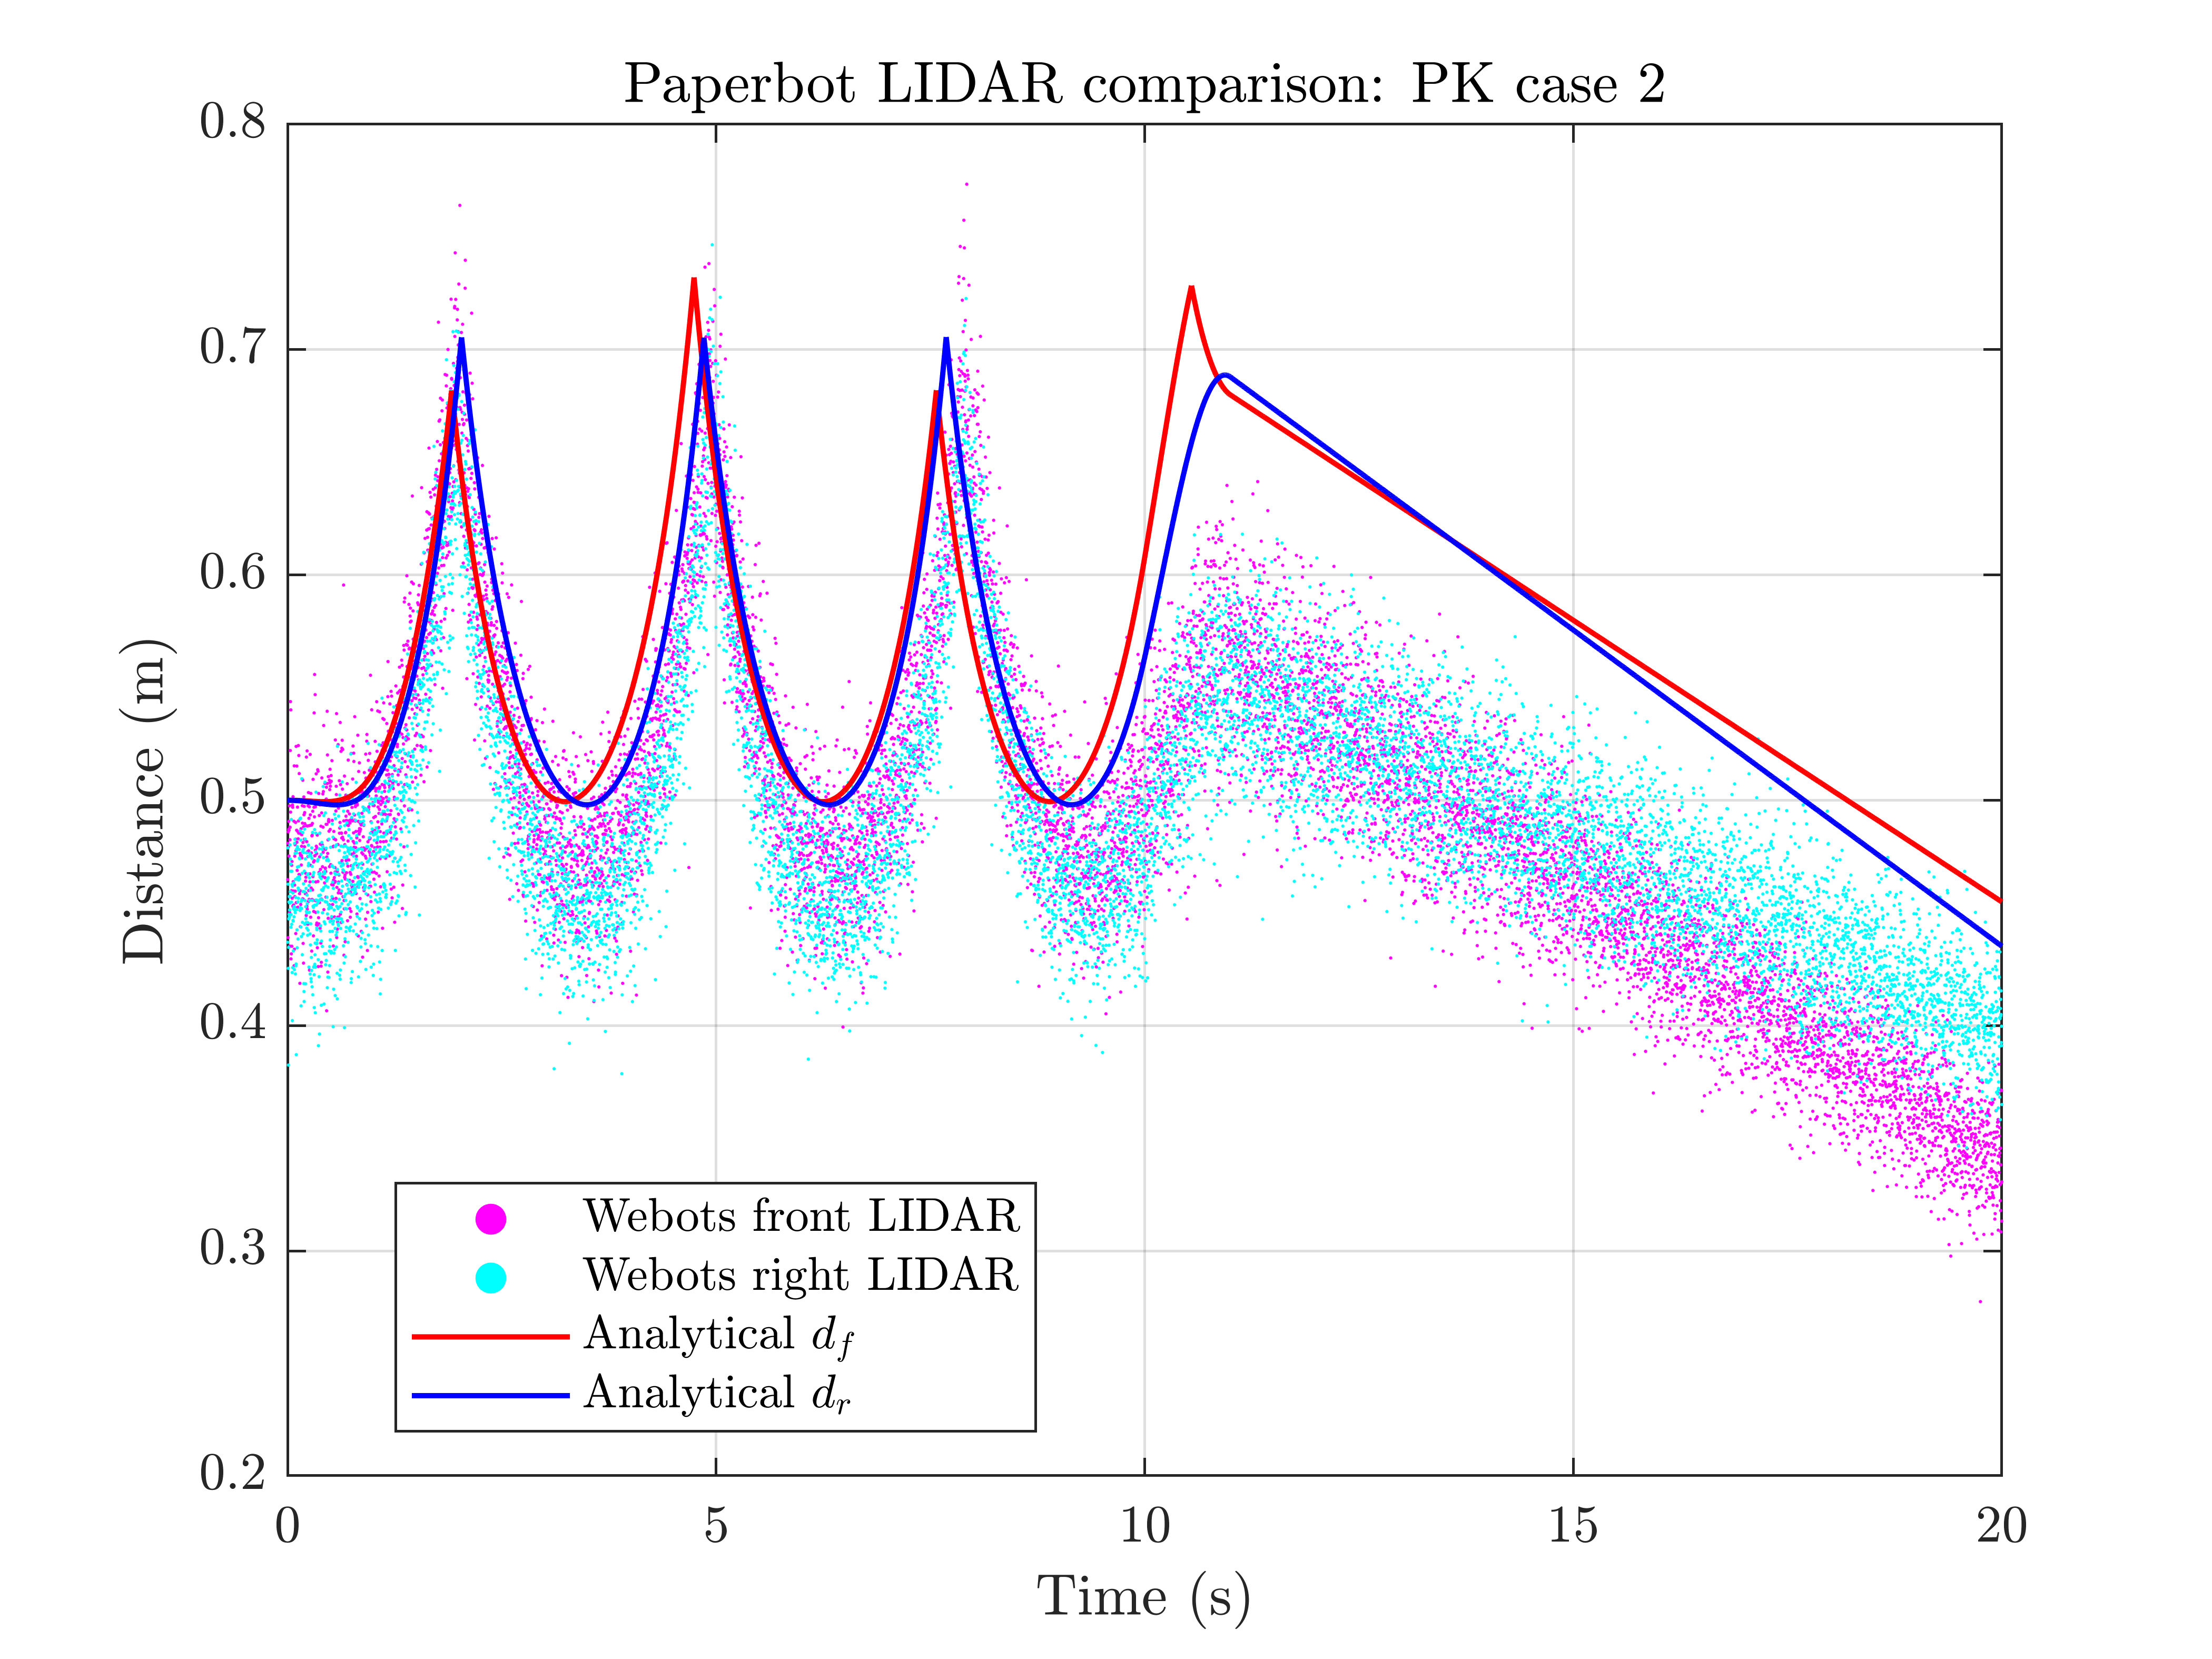 Paperbot LIDAR comparison: PK case 2
0.8
0.7
0.6
0.5
0.4
0.3
0.2
Distance (m)
Webots front LIDAR
Webots right LIDAR
Analytical d_f
Analytical d_r
0 5 10 15 20
Time (s)